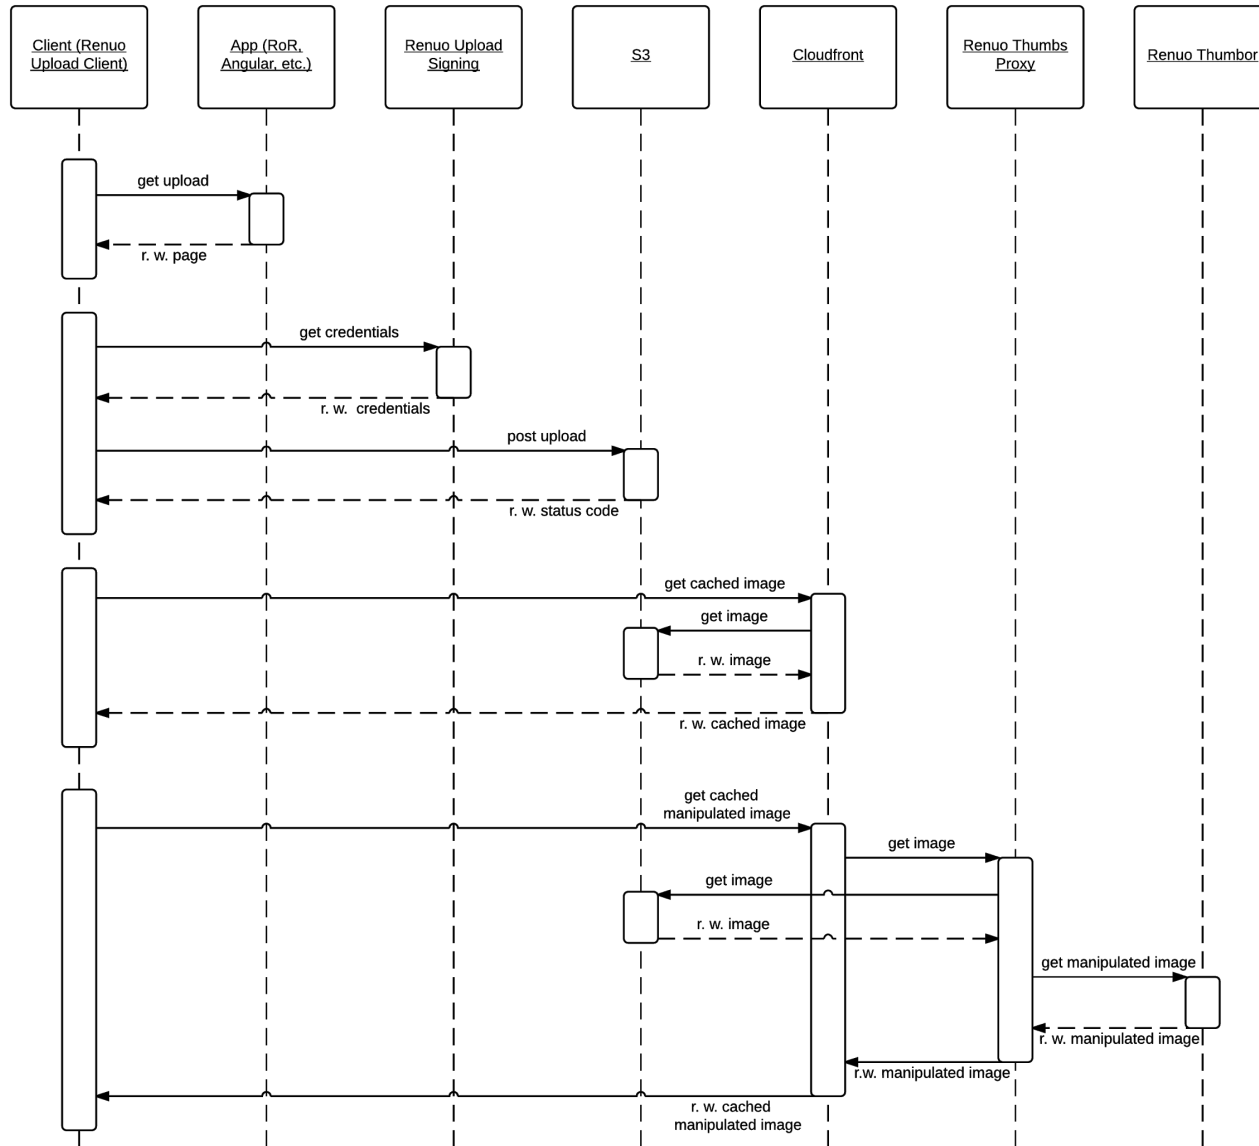 Client (Renuo
Upload Client)
App (RoR,
Angular, etc.)
Renuo Upload
Signing
S3
Cloudfront
Renuo Thumbs
Proxy
Renuo Thumbor
get upload
r. w. page
get credentials
r. w.  credentials
post upload
r. w. status code
get cached image
get image
r. w. image
r. w. cached image
get cached
manipulated image
get image
get image
r. w. image
get manipulated image
r. w. manipulated image
r.w. manipulated image
r. w. cached
manipulated image